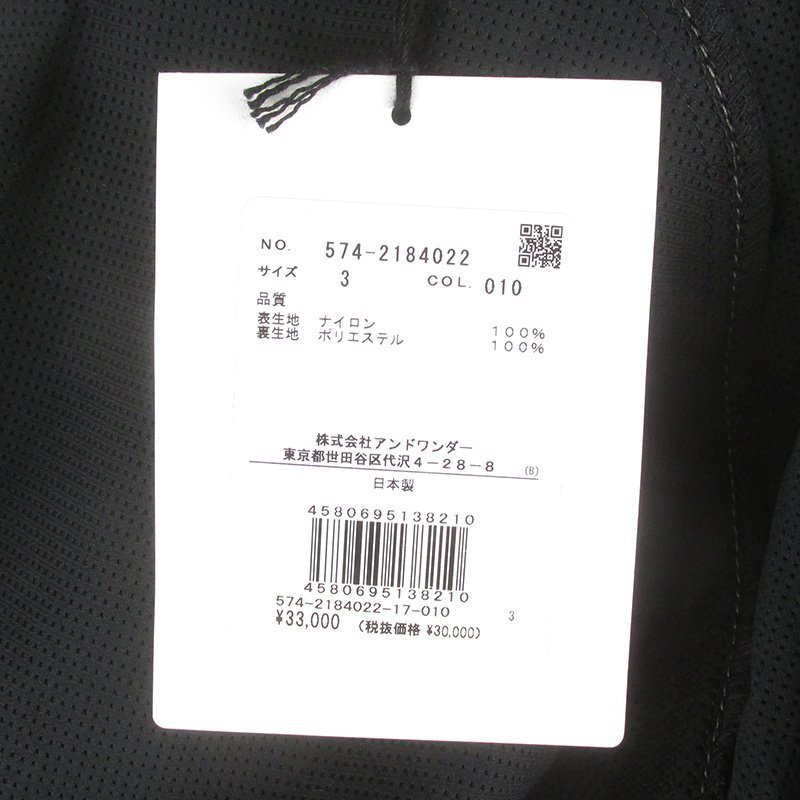 NO. 574-2184022
サイズ 3 COL. 010
品質
表生地 ナイロン 100%
裏生地 ポリエステル 100%
株式会社アンドワンダー
東京都世田谷区代沢4-28-8 (B)
日本製
4580695138210
4580695138210
574-2184022-17-010 3
¥33,000 (税抜価格 ¥30,000)